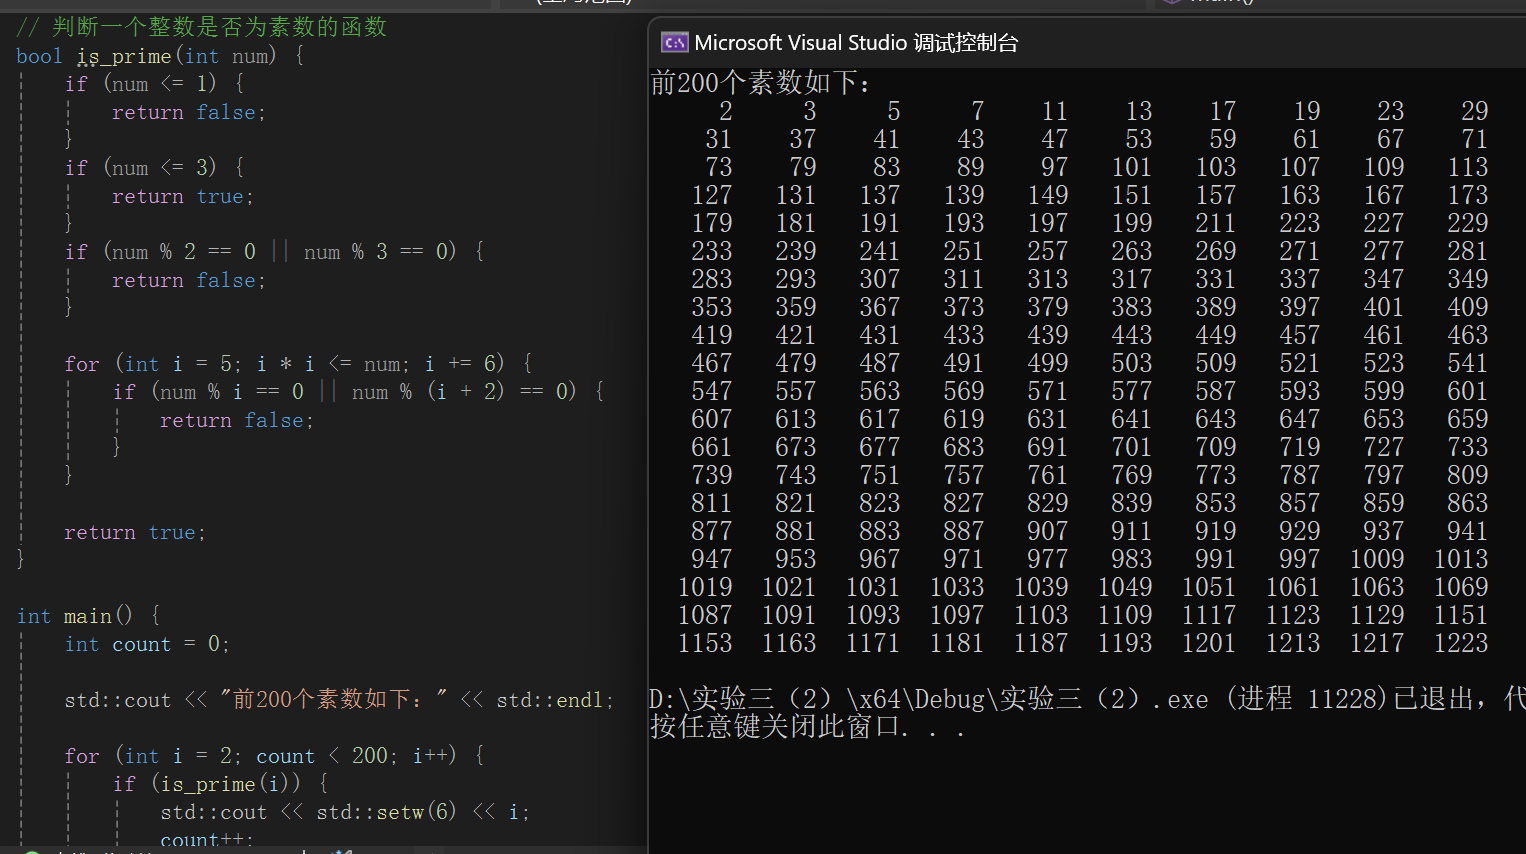 // 判断一个整数是否为素数的函数
bool is_prime(int num) {
if (num <= 1) {
return false;
}
if (num <= 3) {
return true;
}
if (num % 2 == 0 || num % 3 == 0) {
return false;
}
for (int i = 5; i * i <= num; i += 6) {
if (num % i == 0 || num % (i + 2) == 0) {
return false;
}
}
return true;
}
int main() {
int count = 0;
std::cout << "前200个素数如下：" << std::endl;
for (int i = 2; count < 200; i++) {
if (is_prime(i)) {
std::cout << std::setw(6) << i;
count++;
Microsoft Visual Studio 调试控制台
前200个素数如下：
2 3 5 7 11 13 17 19 23 29
31 37 41 43 47 53 59 61 67 71
73 79 83 89 97 101 103 107 109 113
127 131 137 139 149 151 157 163 167 173
179 181 191 193 197 199 211 223 227 229
233 239 241 251 257 263 269 271 277 281
283 293 307 311 313 317 331 337 347 349
353 359 367 373 379 383 389 397 401 409
419 421 431 433 439 443 449 457 461 463
467 479 487 491 499 503 509 521 523 541
547 557 563 569 571 577 587 593 599 601
607 613 617 619 631 641 643 647 653 659
661 673 677 683 691 701 709 719 727 733
739 743 751 757 761 769 773 787 797 809
811 821 823 827 829 839 853 857 859 863
877 881 883 887 907 911 919 929 937 941
947 953 967 971 977 983 991 997 1009 1013
1019 1021 1031 1033 1039 1049 1051 1061 1063 1069
1087 1091 1093 1097 1103 1109 1117 1123 1129 1151
1153 1163 1171 1181 1187 1193 1201 1213 1217 1223
D:\实验三（2）\x64\Debug\实验三（2）.exe (进程 11228)已退出，代
按任意键关闭此窗口. . .